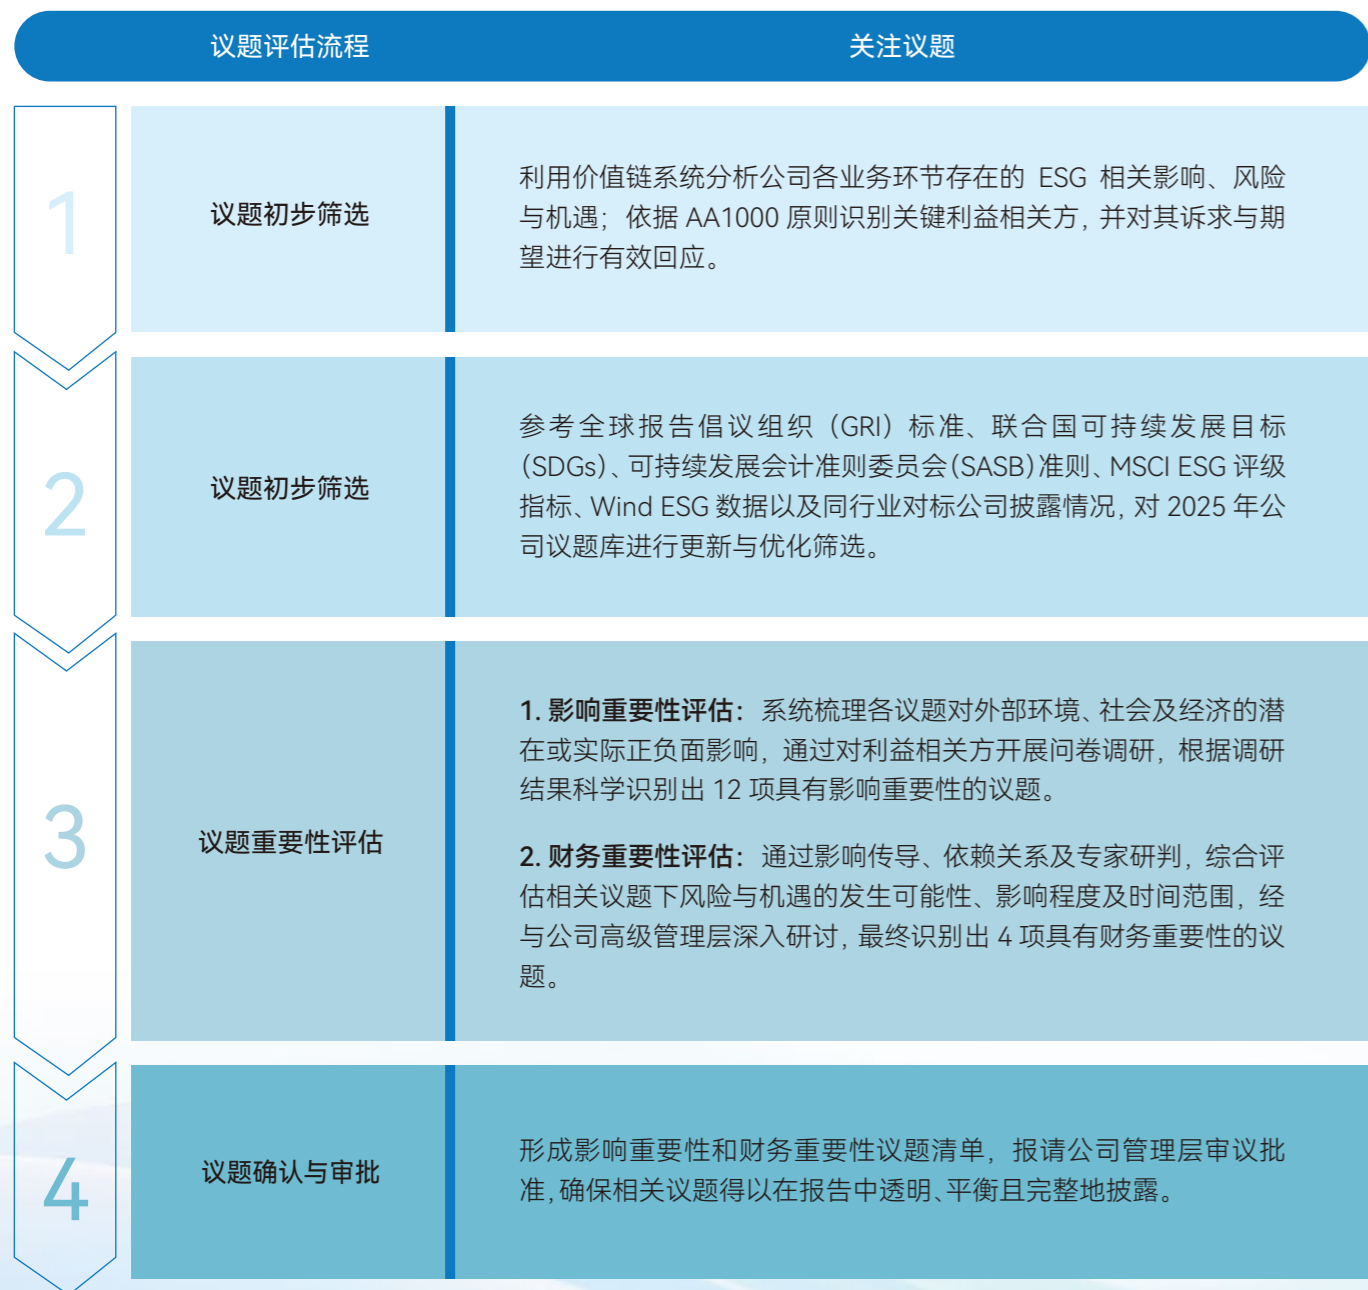 议题评估流程 关注议题
1
议题初步筛选
利用价值链系统分析公司各业务环节存在的 ESG 相关影响、风险
与机遇；依据 AA1000 原则识别关键利益相关方，并对其诉求与期
望进行有效回应。
2
议题初步筛选
参考全球报告倡议组织（GRI）标准、联合国可持续发展目标
（SDGs）、可持续发展会计准则委员会（SASB）准则、MSCI ESG 评级
指标、Wind ESG 数据以及同行业对标公司披露情况，对 2025 年公
司议题库进行更新与优化筛选。
3
议题重要性评估
1. 影响重要性评估：系统梳理各议题对外部环境、社会及经济的潜
在或实际正负面影响，通过对利益相关方开展问卷调研，根据调研
结果科学识别出 12 项具有影响重要性的议题。
2. 财务重要性评估：通过影响传导、依赖关系及专家研判，综合评
估相关议题下风险与机遇的发生可能性、影响程度及时间范围，经
与公司高级管理层深入研讨，最终识别出 4 项具有财务重要性的议
题。
4
议题确认与审批
形成影响重要性和财务重要性议题清单，报请公司管理层审议批
准，确保相关议题得以在报告中透明、平衡且完整地披露。